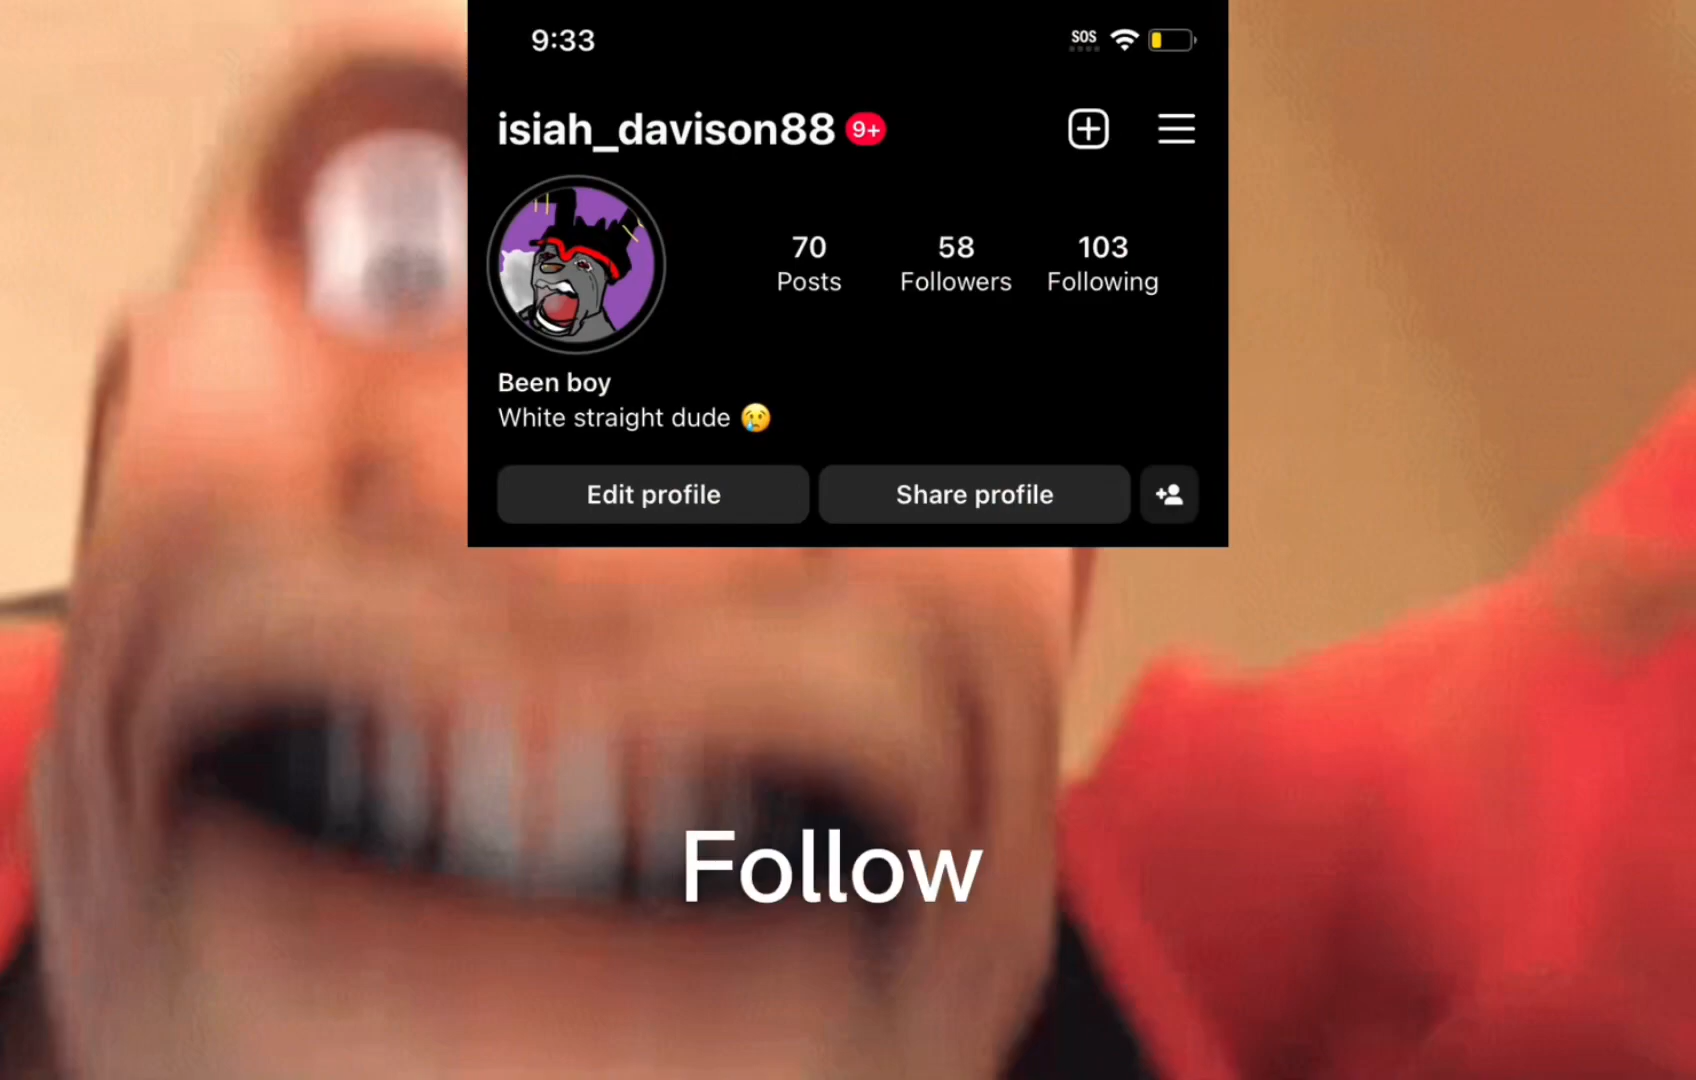 9:33 SOS
isiah_davison88 9+
70 58 103
Posts Followers Following
Been boy
White straight dude 😢
Edit profile Share profile
Follow